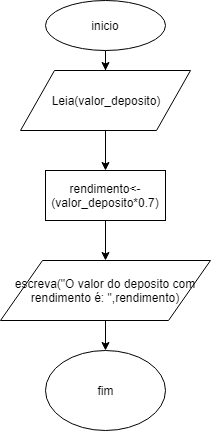 inicio
Leia(valor_deposito)
rendimento<-
(valor_deposito*0.7)
escreva("O valor do deposito com
rendimento é: ",rendimento)
fim